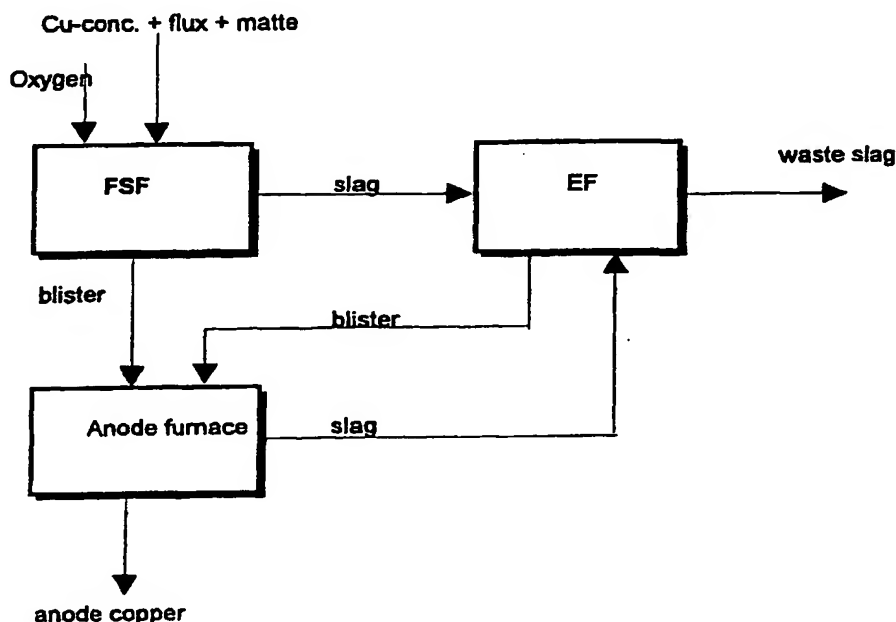 Cu-conc. + flux + matte
Oxygen
FSF
slag
EF
waste slag
blister
blister
Anode furnace
slag
anode copper